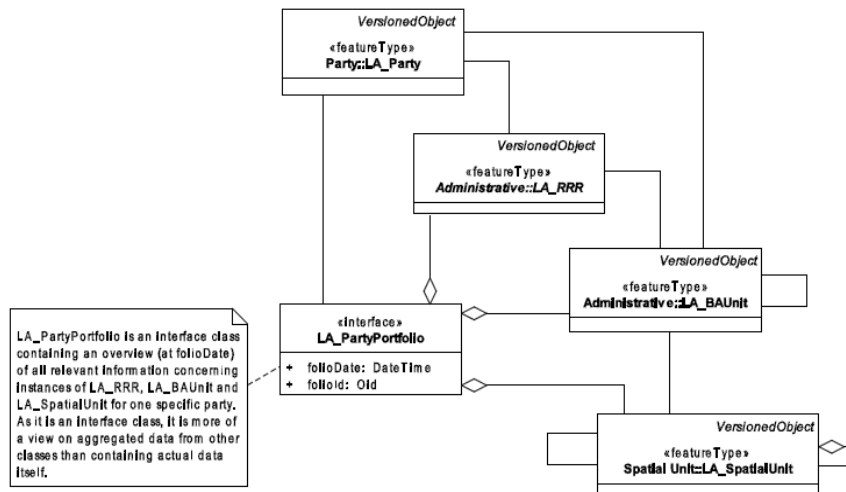 VersionedObject
«featureType»
Party::LA_Party
VersionedObject
«featureType»
Administrative::LA_RRR
VersionedObject
«featureType»
Administrative::LA_BAUnit
«interface»
LA_PartyPortfolio
+ folioDate: DateTime
+ folioId: Oid
LA_PartyPortfolio is an interface class
containing an overview (at folioDate)
of all relevant information concerning
instances of LA_RRR, LA_BAUnit and
LA_SpatialUnit for one specific party.
As it is an interface class, it is more of
a view on aggregated data from other
classes than containing actual data
itself.
VersionedObject
«featureType»
Spatial Unit::LA_SpatialUnit